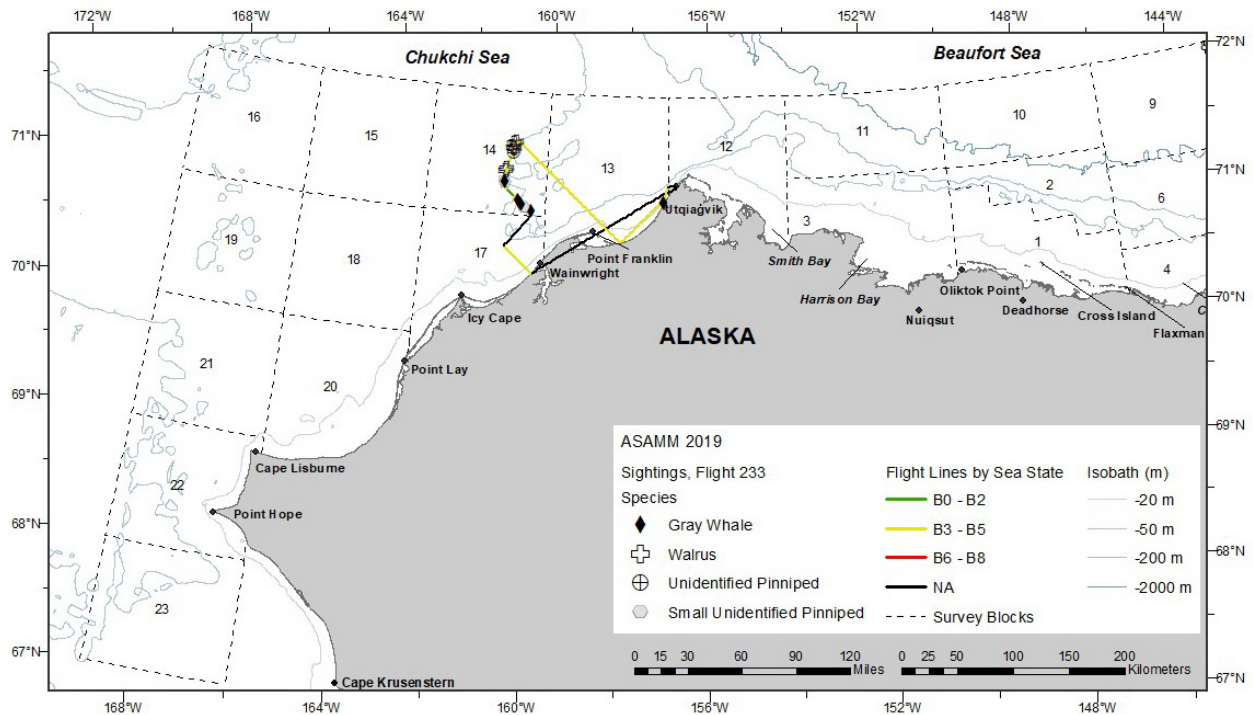 172°W 168°W 164°W 160°W 156°W 152°W 148°W 144°W
72°N
Chukchi Sea Beaufort Sea
16 15 14 13 12 11 10 9
71°N 71°N
2 6
Utqiaġvik
3 1
19 18 17
Point Franklin
Smith Bay
4
70°N Wainwright 70°N
Harrison Bay
Oliktok Point
Deadhorse
Cross Island
Nuiqsut
Flaxman
C
Icy Cape
ALASKA
21 20
Point Lay
69°N 69°N
Cape Lisburne
22
Point Hope
68°N 68°N
23
67°N 67°N
Cape Krusenstern
ASAMM 2019
Sightings, Flight 233
Species
Gray Whale
Walrus
Unidentified Pinniped
Small Unidentified Pinniped
Flight Lines by Sea State
B0 - B2
B3 - B5
B6 - B8
NA
Survey Blocks
Isobath (m)
-20 m
-50 m
-200 m
-2000 m
0 15 30 60 90 120
Miles
0 25 50 100 150 200
Kilometers
168°W 164°W 160°W 156°W 152°W 148°W